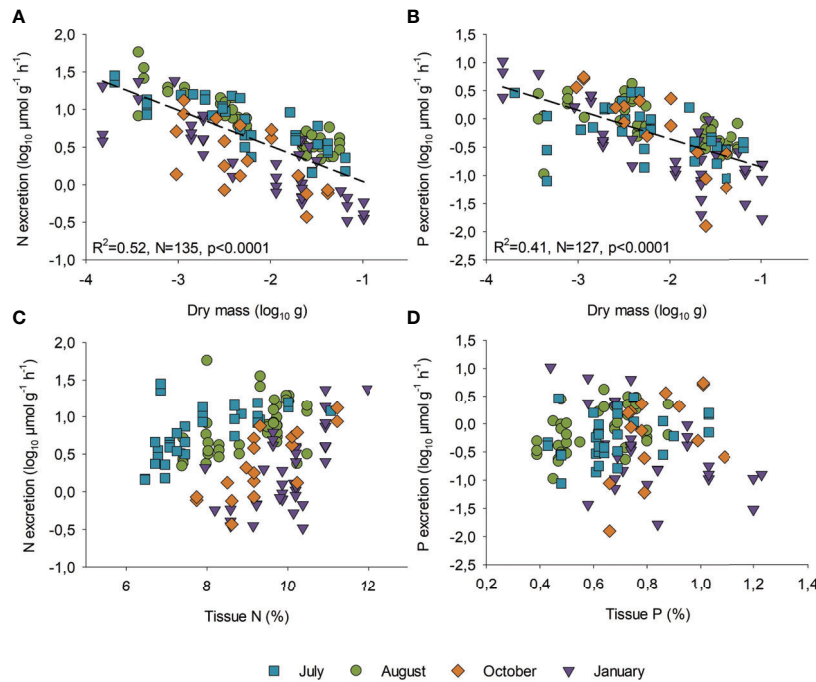 A
N excretion (log₁₀ µmol g⁻¹ h⁻¹)
2,0
1,5
1,0
0,5
0,0
-0,5
-1,0
R²=0.52, N=135, p<0.0001
-4 -3 -2 -1
Dry mass (log₁₀ g)
B
P excretion (log₁₀ µmol g⁻¹ h⁻¹)
1,5
1,0
0,5
0,0
-0,5
-1,0
-1,5
-2,0
-2,5
R²=0.41, N=127, p<0.0001
-4 -3 -2 -1
Dry mass (log₁₀ g)
C
N excretion (log₁₀ µmol g⁻¹ h⁻¹)
2,0
1,5
1,0
0,5
0,0
-0,5
-1,0
6 8 10 12
Tissue N (%)
D
P excretion (log₁₀ µmol g⁻¹ h⁻¹)
1,5
1,0
0,5
0,0
-0,5
-1,0
-1,5
-2,0
-2,5
0,2 0,4 0,6 0,8 1,0 1,2 1,4
Tissue P (%)
July August October January